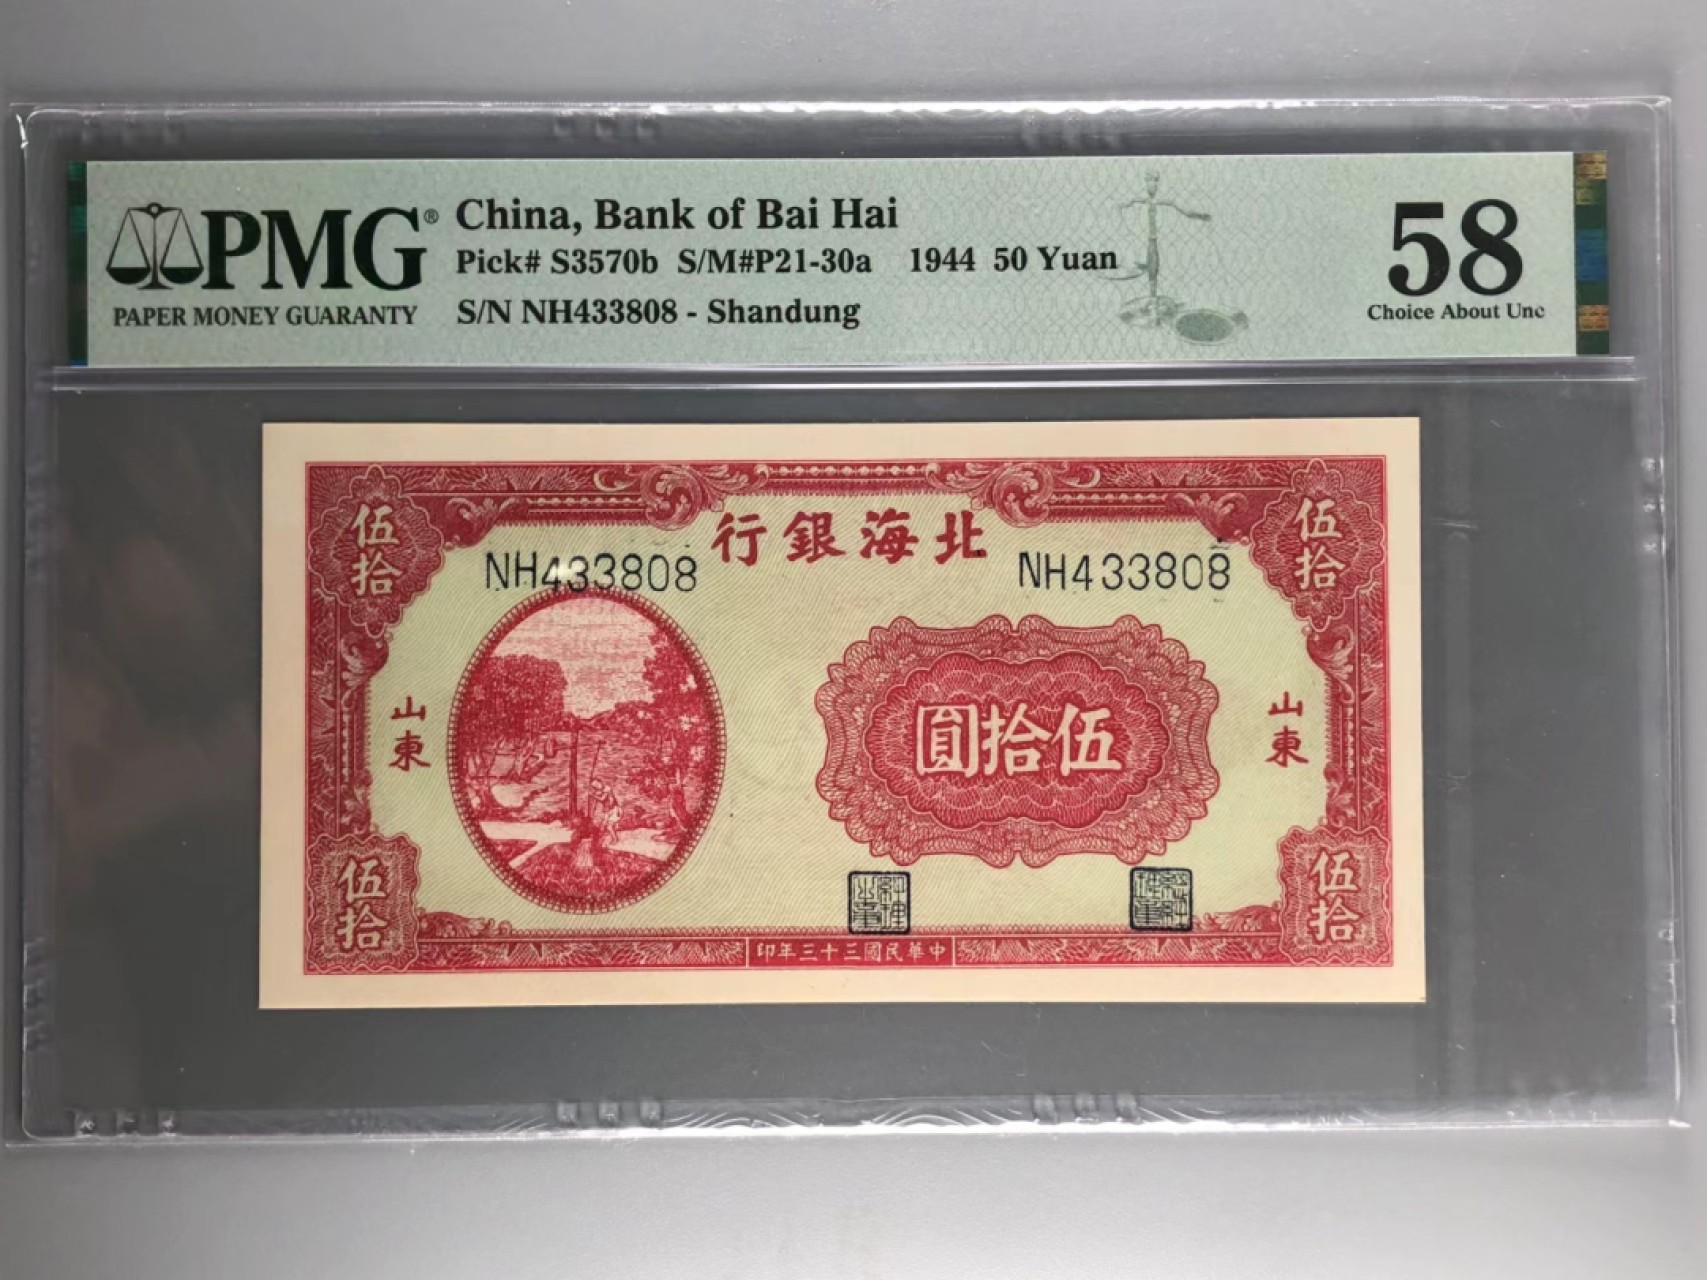 PMG®
PAPER MONEY GUARANTY
China, Bank of Bai Hai
Pick# S3570b S/M#P21-30a 1944 50 Yuan
S/N NH433808 - Shandung
58
Choice About Unc
伍拾
行銀海北
伍拾
NH433808
NH433808
山東
圓拾伍
山東
伍拾
伍拾
印年三十三國民華中